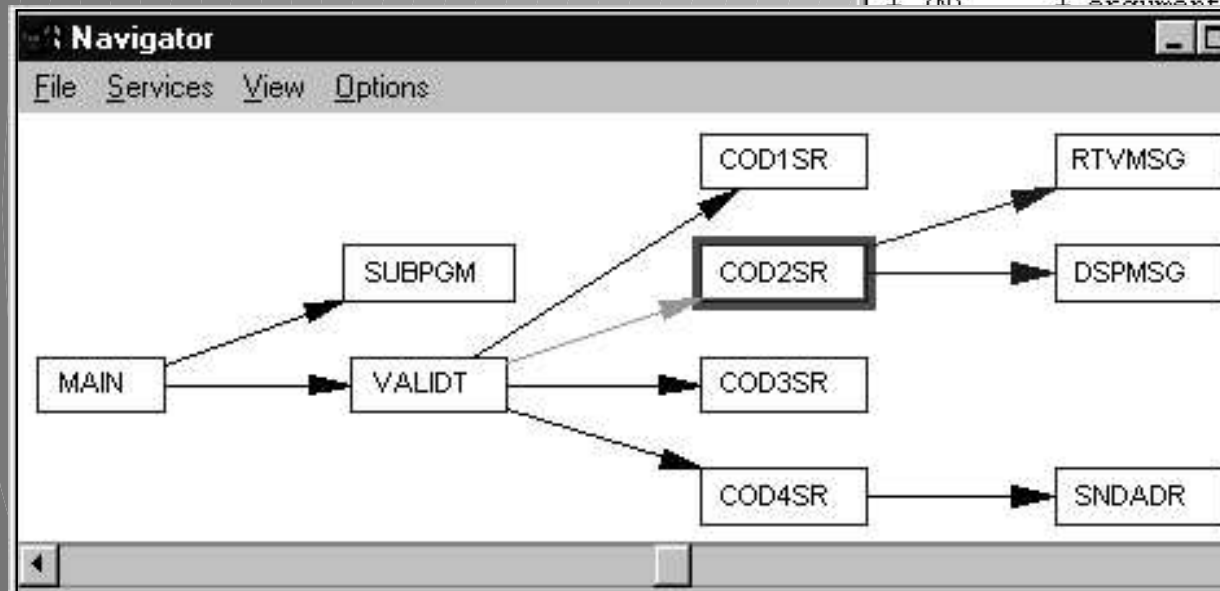 Navigator
File Services View Options
COD1SR RTVMSG
SUBPGM COD2SR DSPMSG
MAIN VALIDT COD3SR
COD4SR SNDADR